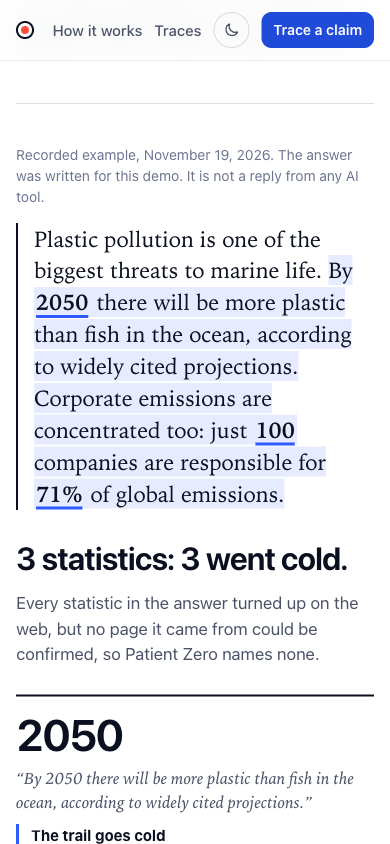 How it works Traces Trace a claim
Recorded example, November 19, 2026. The answer
was written for this demo. It is not a reply from any AI
tool.
Plastic pollution is one of the
biggest threats to marine life. By
2050 there will be more plastic
than fish in the ocean, according
to widely cited projections.
Corporate emissions are
concentrated too: just 100
companies are responsible for
71% of global emissions.
3 statistics: 3 went cold.
Every statistic in the answer turned up on the
web, but no page it came from could be
confirmed, so Patient Zero names none.
2050
“By 2050 there will be more plastic than fish in the
ocean, according to widely cited projections.”
The trail goes cold